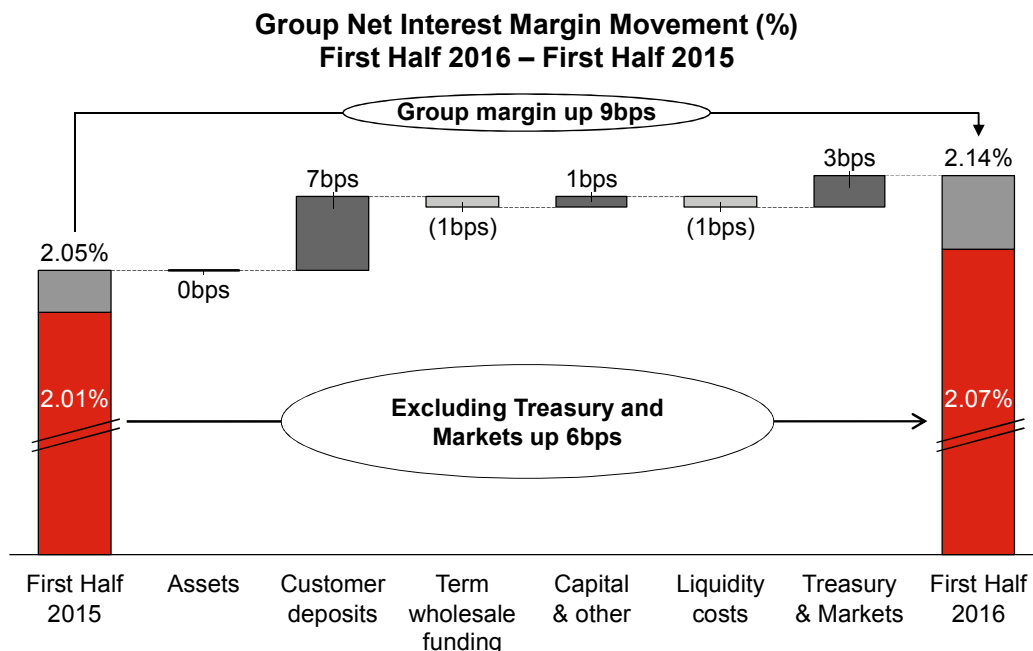 Group Net Interest Margin Movement (%)
First Half 2016 – First Half 2015
Group margin up 9bps
2.05%
0bps
7bps
(1bps)
1bps
(1bps)
3bps
2.14%
2.01%
Excluding Treasury and
Markets up 6bps
2.07%
First Half
2015
Assets
Customer
deposits
Term
wholesale
funding
Capital
& other
Liquidity
costs
Treasury
& Markets
First Half
2016